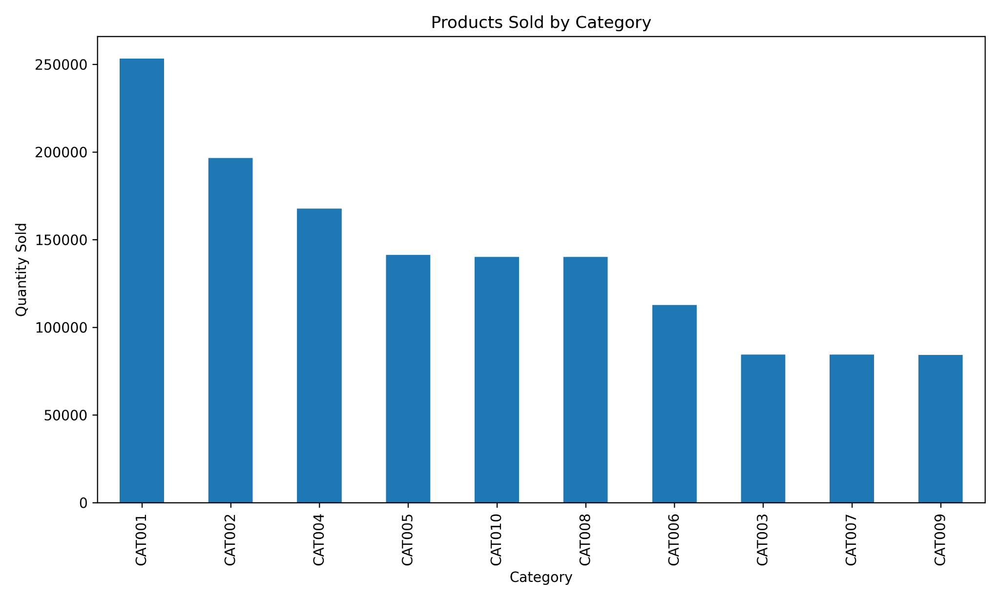 Products Sold by Category
Quantity Sold
250000
200000
150000
100000
50000
0
CAT001
CAT002
CAT004
CAT005
CAT010
CAT008
CAT006
CAT003
CAT007
CAT009
Category